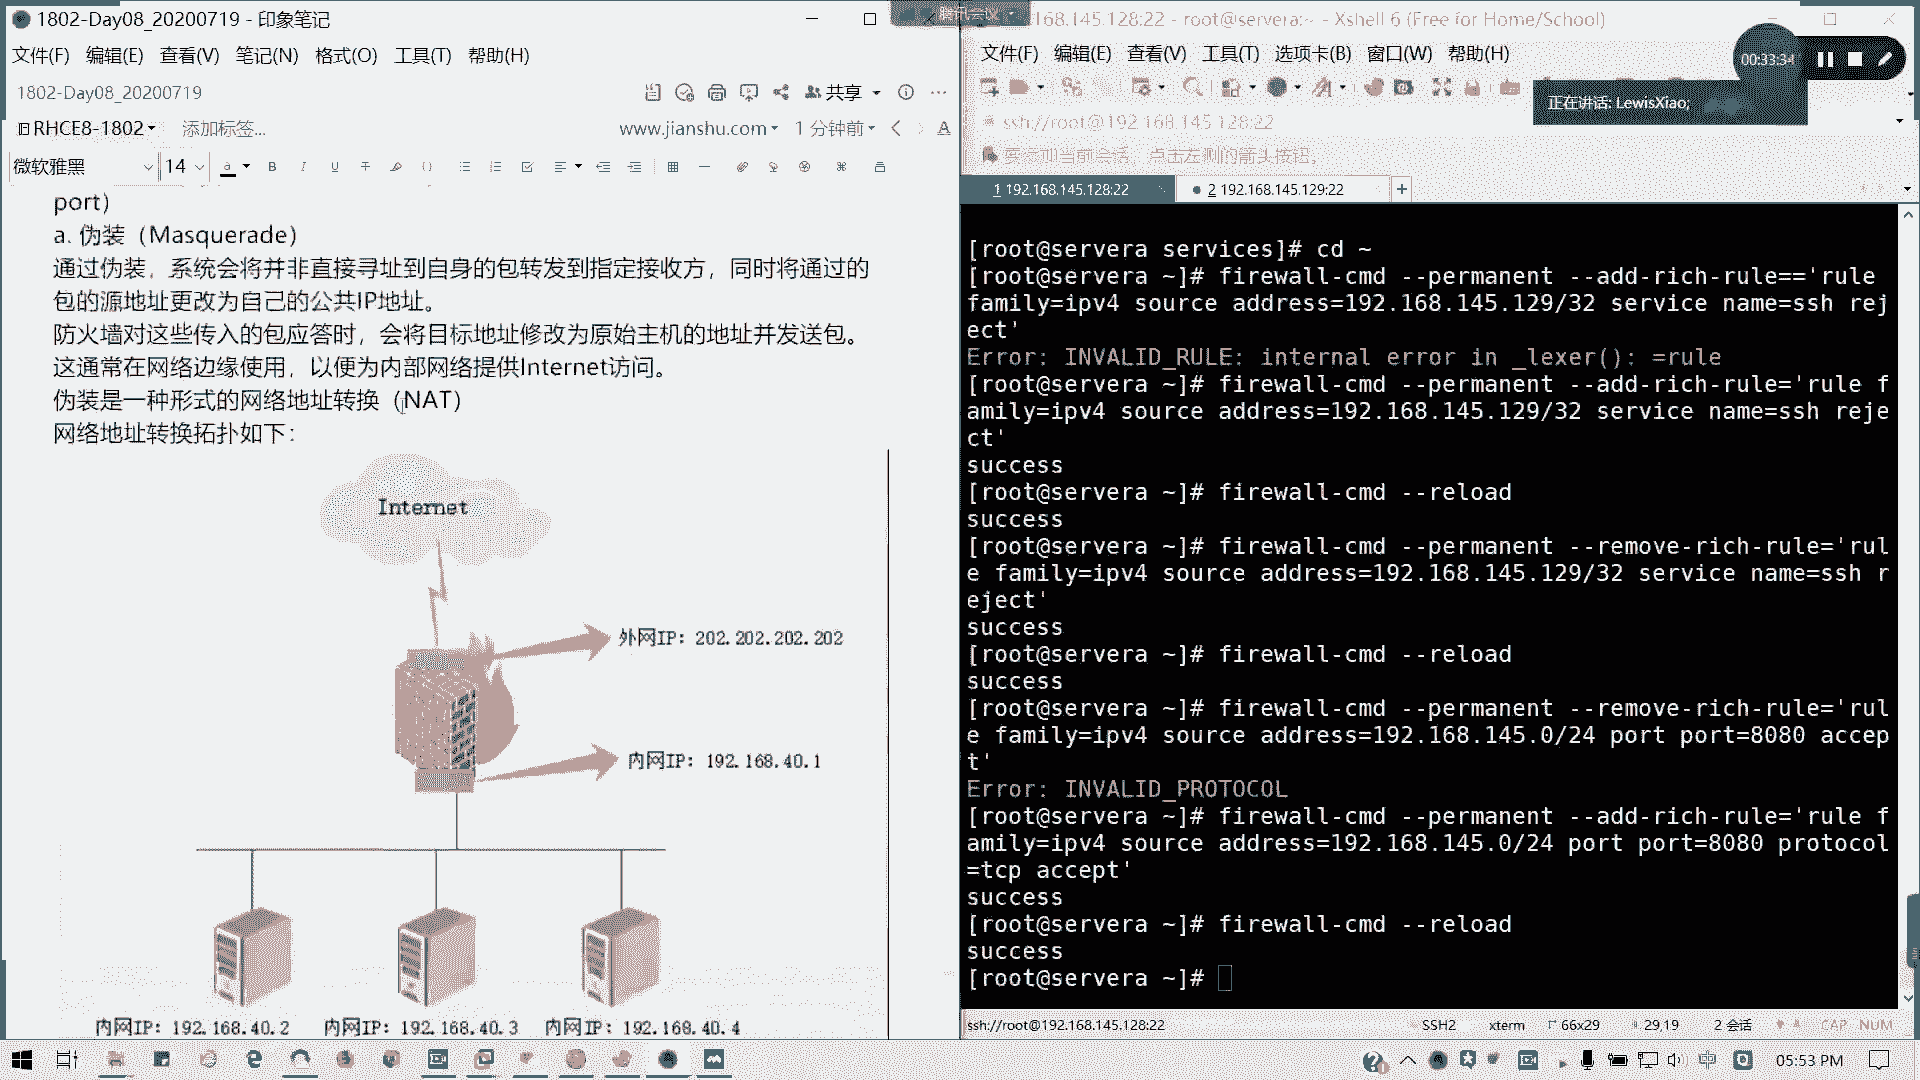 1802-Day08_20200719 - 印象笔记
文件(F) 编辑(E) 查看(V) 笔记(N) 格式(O) 工具(T) 帮助(H)
1802-Day08_20200719
共享
RHCE8-1802
添加标签...
www.jianshu.com
1 分钟前
微软雅黑
14
port）
a. 伪装（Masquerade）
通过伪装，系统会将并非直接寻址到自身的包转发到指定接收方，同时将通过的
包的源地址更改为自己的公共IP地址。
防火墙对这些传入的包应答时，会将目标地址修改为原始主机的地址并发送包。
这通常在网络边缘使用，以便为内部网络提供Internet访问。
伪装是一种形式的网络地址转换（NAT）
网络地址转换拓扑如下：
Internet
外网IP：202.202.202.202
内网IP：192.168.40.1
内网IP：192.168.40.2
内网IP：192.168.40.3
内网IP：192.168.40.4
腾讯会议
168.145.128:22 - root@servera:~ - Xshell 6 (Free for Home/School)
文件(F) 编辑(E) 查看(V) 工具(T) 选项卡(B) 窗口(W) 帮助(H)
00:33:34
正在讲话: LewisXiao;
ssh://root@192.168.145.128:22
要添加当前会话，点击左侧的箭头按钮。
1 192.168.145.128:22
2 192.168.145.129:22
[root@servera services]# cd ~
[root@servera ~]# firewall-cmd --permanent --add-rich-rule=='rule
family=ipv4 source address=192.168.145.129/32 service name=ssh rej
ect'
Error: INVALID_RULE: internal error in _lexer(): =rule
[root@servera ~]# firewall-cmd --permanent --add-rich-rule='rule f
amily=ipv4 source address=192.168.145.129/32 service name=ssh reje
ct'
success
[root@servera ~]# firewall-cmd --reload
success
[root@servera ~]# firewall-cmd --permanent --remove-rich-rule='rul
e family=ipv4 source address=192.168.145.129/32 service name=ssh r
eject'
success
[root@servera ~]# firewall-cmd --reload
success
[root@servera ~]# firewall-cmd --permanent --remove-rich-rule='rul
e family=ipv4 source address=192.168.145.0/24 port port=8080 accep
t'
Error: INVALID_PROTOCOL
[root@servera ~]# firewall-cmd --permanent --add-rich-rule='rule f
amily=ipv4 source address=192.168.145.0/24 port port=8080 protocol
=tcp accept'
success
[root@servera ~]# firewall-cmd --reload
success
[root@servera ~]#
ssh://root@192.168.145.128:22
SSH2
xterm
66x29
29,19
2 会话
CAP NUM
中
05:53 PM